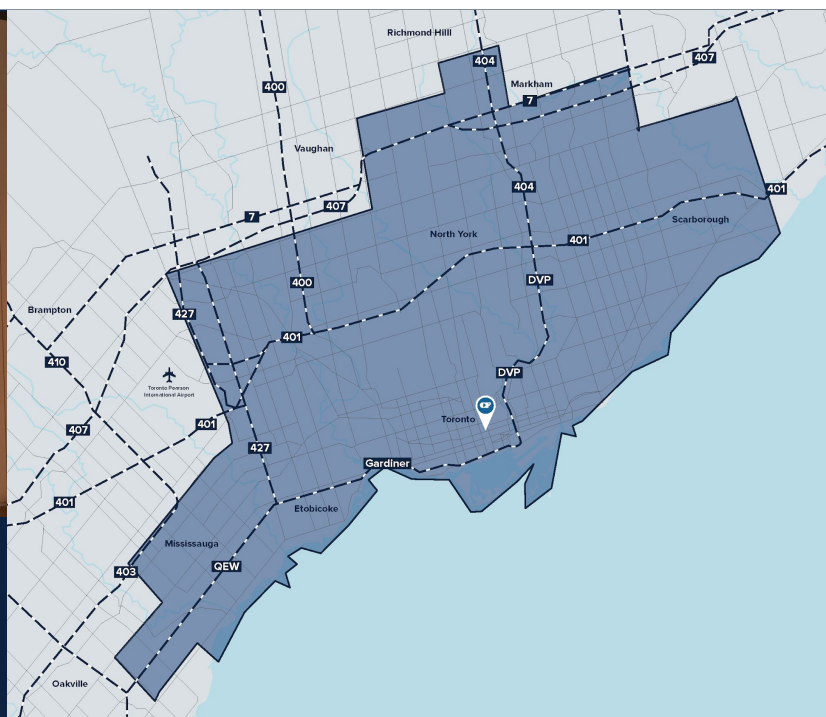 Richmond Hilll
404
407
400
Markham
7
Vaughan
404
401
407
7
Scarborough
North York
401
DVP
400
Brampton
427
401
410
DVP
Toronto Pearson
International Airport
Toronto
401
407
427
Gardiner
401
Etobicoke
Mississauga
QEW
403
Oakville